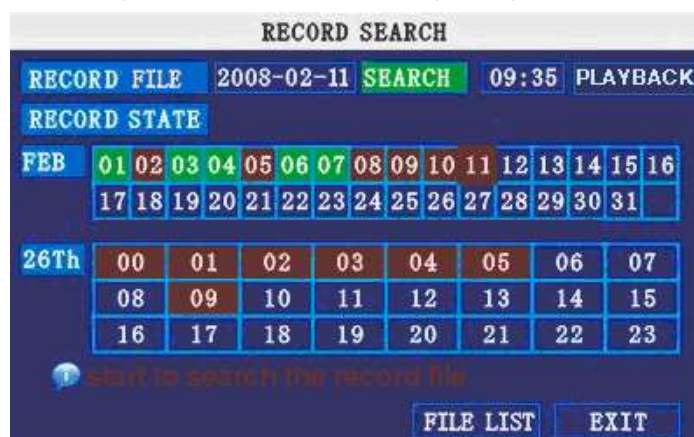 RECORD SEARCH
RECORD FILE 2008-02-11 SEARCH 09:35 PLAYBACK
RECORD STATE
FEB 01 02 03 04 05 06 07 08 09 10 11 12 13 14 15 16
17 18 19 20 21 22 23 24 25 26 27 28 29 30 31
26Th 00 01 02 03 04 05 06 07
08 09 10 11 12 13 14 15
16 17 18 19 20 21 22 23
start to search the record file
FILE LIST EXIT